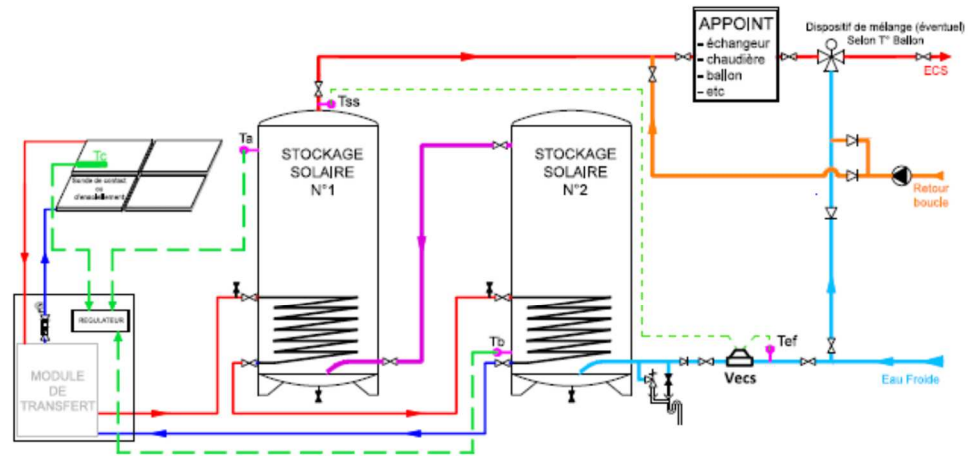 APPOINT
- échangeur
- chaudière
- ballon
- etc
Dispositif de mélange (éventuel)
Selon T° Ballon
ECS
Tss
Ta
STOCKAGE
SOLAIRE
N°1
STOCKAGE
SOLAIRE
N°2
Tc
Sonde de contact
ou
d'ensoleillement
Retour
boucle
REGULATEUR
Tb
Tef
MODULE
DE
TRANSFERT
Vecs
Eau Froide